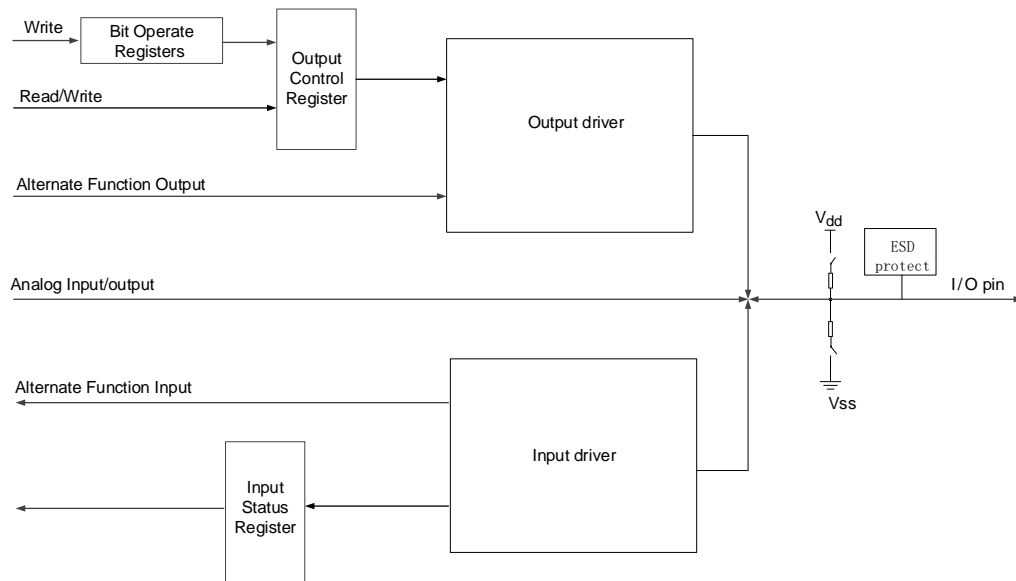 Write
Bit Operate
Registers
Output
Control
Register
Read/Write
Output driver
Alternate Function Output
Vdd
ESD
protect
Analog Input/output
I/O pin
Alternate Function Input
Vss
Input driver
Input
Status
Register